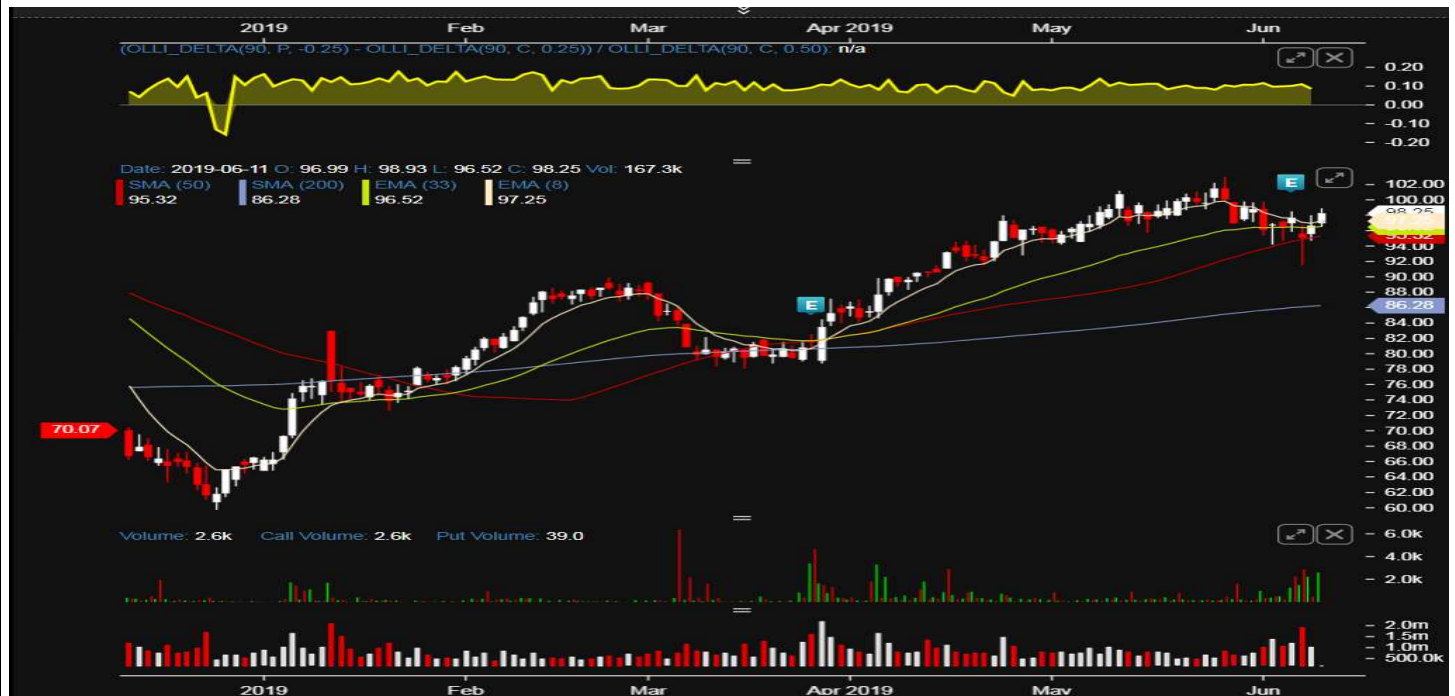 2019 Feb Mar Apr 2019 May Jun
(OLLI_DELTA(90, P, -0.25) - OLLI_DELTA(90, C, 0.25)) / OLLI_DELTA(90, C, 0.50): n/a
0.20
0.10
0.00
-0.10
-0.20
Date: 2019-06-11 O: 96.99 H: 98.93 L: 96.52 C: 98.25 Vol: 167.3k
SMA (50) SMA (200) EMA (33) EMA (8)
95.32 86.28 96.52 97.25
E
E
102.00
100.00
98.25
95.32
94.00
92.00
90.00
88.00
86.28
84.00
82.00
80.00
78.00
76.00
74.00
72.00
70.07
70.00
68.00
66.00
64.00
62.00
60.00
Volume: 2.6k Call Volume: 2.6k Put Volume: 39.0
6.0k
4.0k
2.0k
2.0m
1.5m
1.0m
500.0k
2019 Feb Mar Apr 2019 May Jun